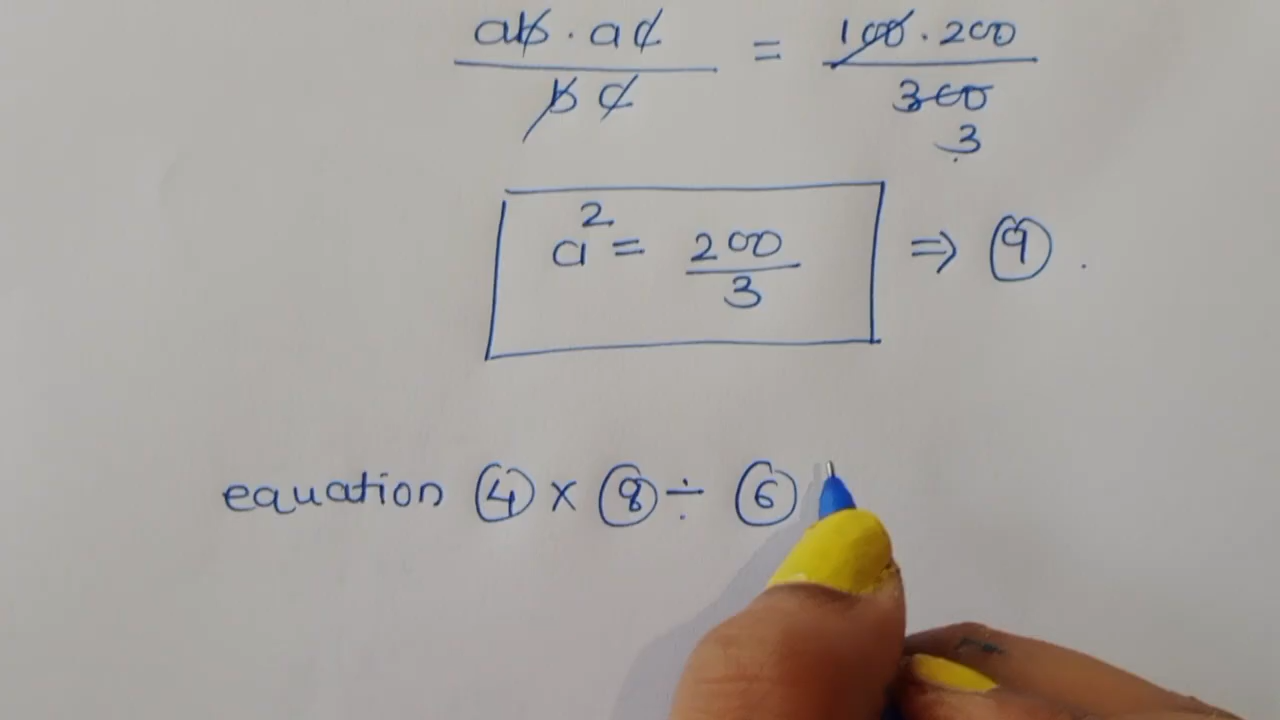 ab . ac / bc = 100 . 200 / 300
3
a² = 200/3 ⇒ ⑨ .
equation ④ x ⑧ ÷ ⑥